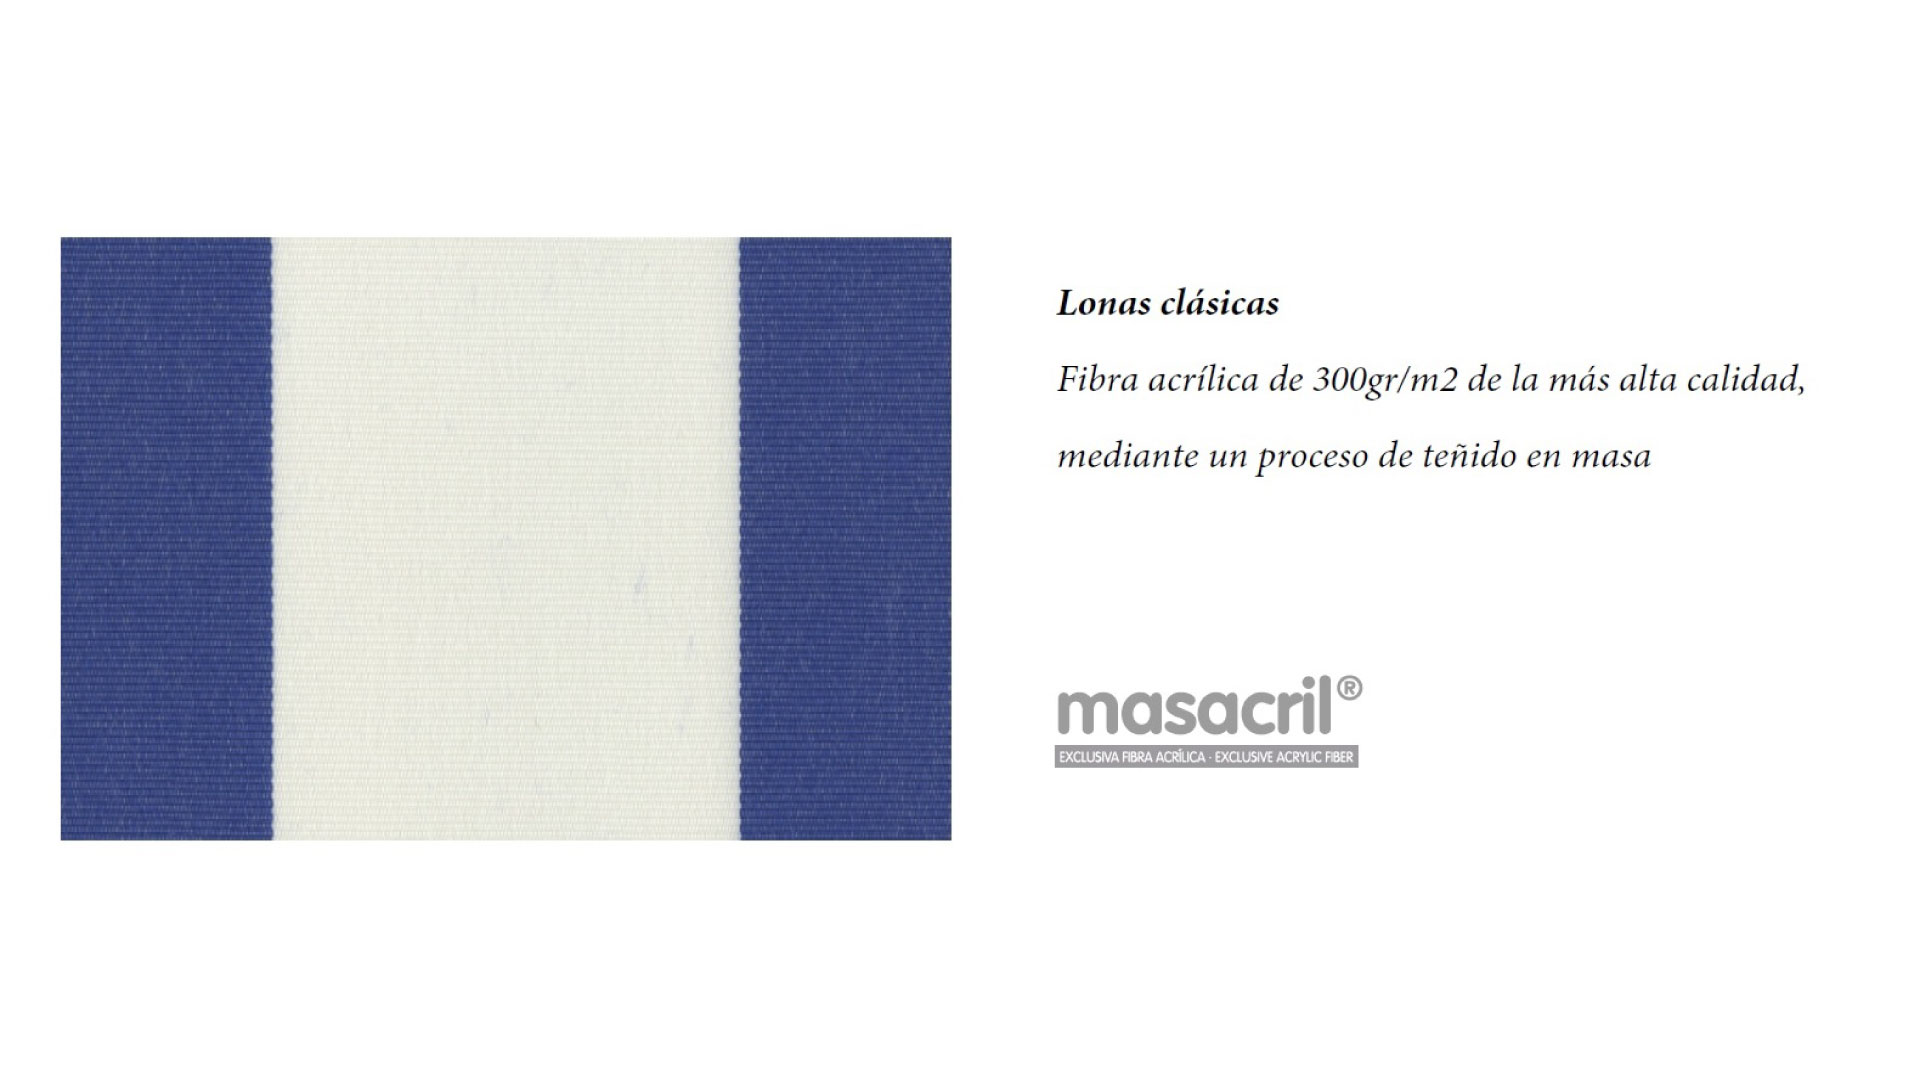 Lonas clásicas
Fibra acrílica de 300gr/m2 de la más alta calidad,
mediante un proceso de teñido en masa
masacril®
EXCLUSIVA FIBRA ACRÍLICA · EXCLUSIVE ACRYLIC FIBER